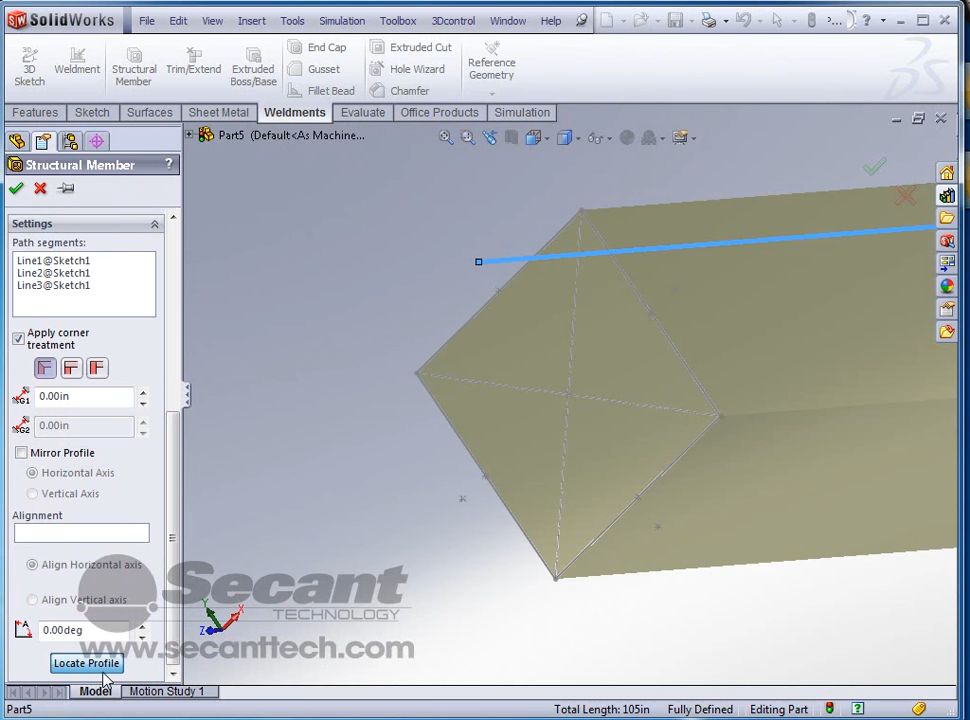 SolidWorks File Edit View Insert Tools Simulation Toolbox 3Dcontrol Window Help ... ?
3D Sketch
Weldment
Structural Member
Trim/Extend
Extruded Boss/Base
End Cap
Gusset
Fillet Bead
Extruded Cut
Hole Wizard
Chamfer
Reference Geometry
Features Sketch Surfaces Sheet Metal Weldments Evaluate Office Products Simulation
Part5 (Default<As Machine...
Structural Member ?
Settings
Path segments:
Line1@Sketch1
Line2@Sketch1
Line3@Sketch1
Apply corner
treatment
G1 0.00in
G2 0.00in
Mirror Profile
Horizontal Axis
Vertical Axis
Alignment
Align Horizontal axis
Align Vertical axis
A 0.00deg
Locate Profile
Secant
TECHNOLOGY
www.secanttech.com
Y X Z
Model Motion Study 1
Part5 Total Length: 105in Fully Defined Editing Part ?